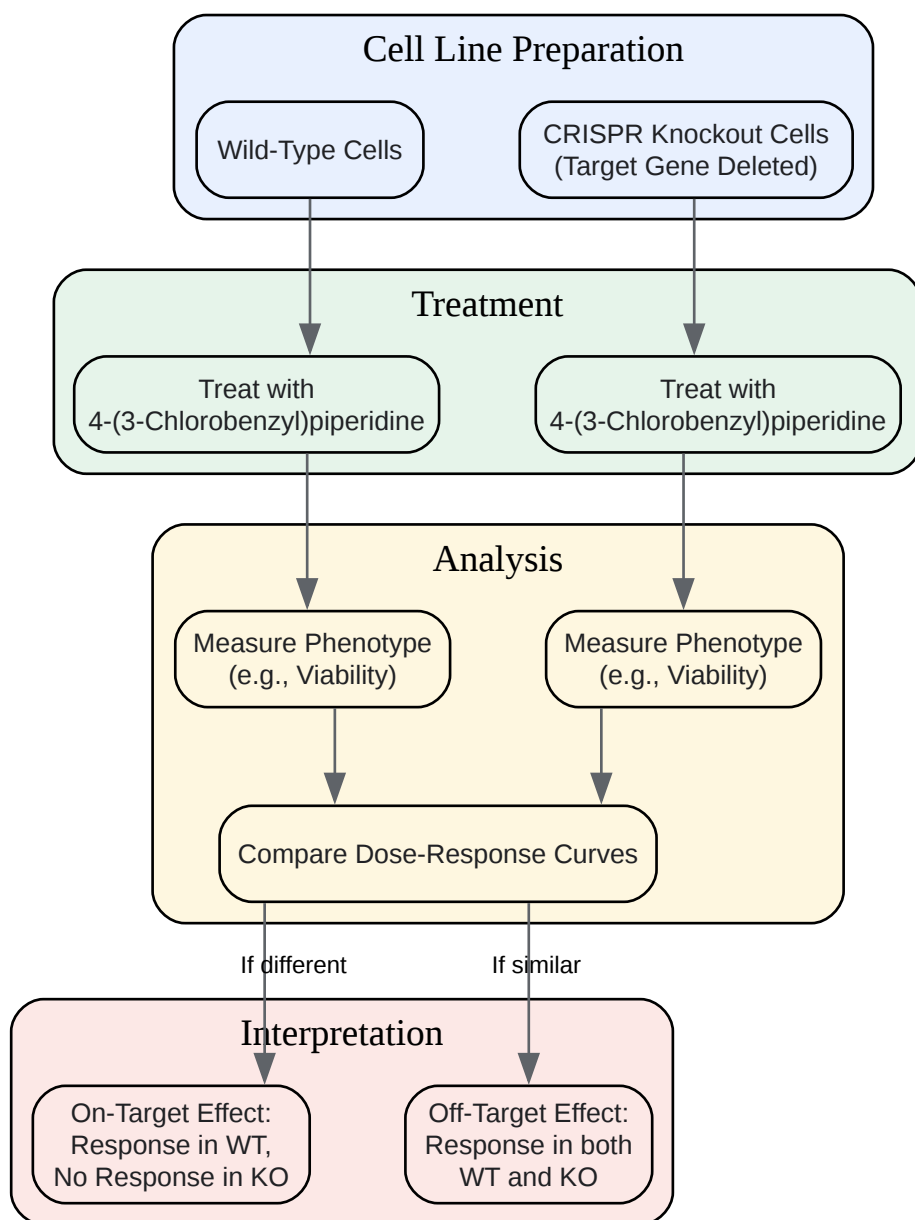 Cell Line Preparation
Wild-Type Cells
CRISPR Knockout Cells
(Target Gene Deleted)
Treatment
Treat with
4-(3-Chlorobenzyl)piperidine
Treat with
4-(3-Chlorobenzyl)piperidine
Analysis
Measure Phenotype
(e.g., Viability)
Measure Phenotype
(e.g., Viability)
Compare Dose-Response Curves
If different
If similar
Interpretation
On-Target Effect:
Response in WT,
No Response in KO
Off-Target Effect:
Response in both
WT and KO